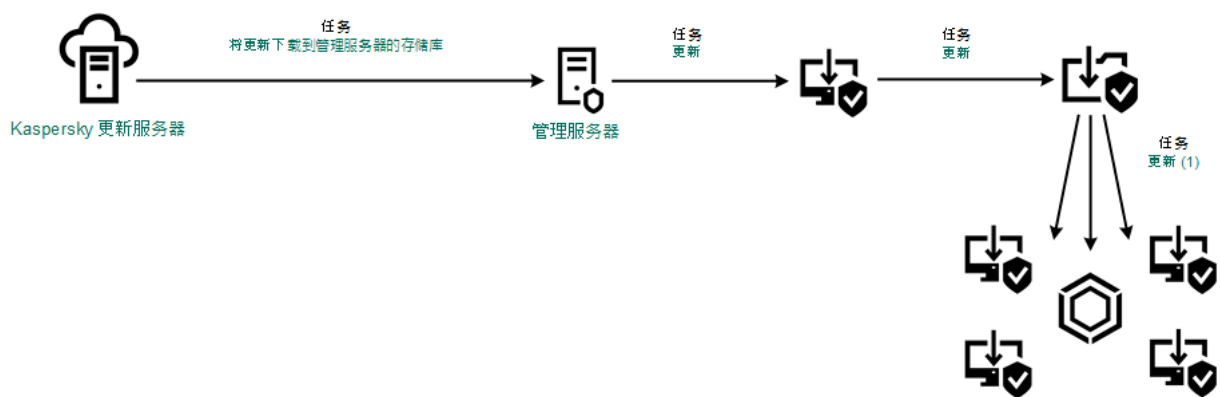 任务
将更新下载到管理服务器的存储库
任务
更新
任务
更新
Kaspersky 更新服务器
管理服务器
任务
更新 (1)